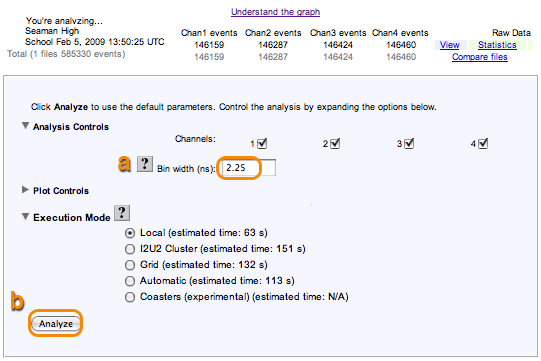 Understand the graph
You're analyzing...
Seaman High
School Feb 5, 2009 13:50:25 UTC
Chan1 events Chan2 events Chan3 events Chan4 events Raw Data
146159 146287 146424 146460 View Statistics
Total (1 files 585330 events) 146159 146287 146424 146460 Compare files
Click Analyze to use the default parameters. Control the analysis by expanding the options below.
Analysis Controls
Channels: 1 2 3 4
a ? Bin width (ns): 2.25
Plot Controls
Execution Mode ?
Local (estimated time: 63 s)
I2U2 Cluster (estimated time: 151 s)
Grid (estimated time: 132 s)
Automatic (estimated time: 113 s)
Coasters (experimental) (estimated time: N/A)
b
Analyze